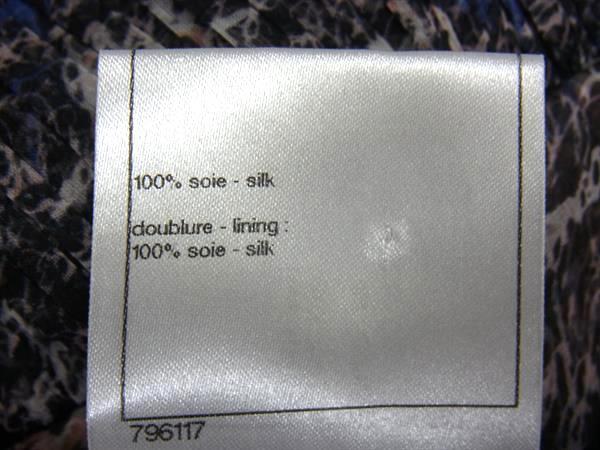 100% soie - silk
doublure - lining :
100% soie - silk
796117